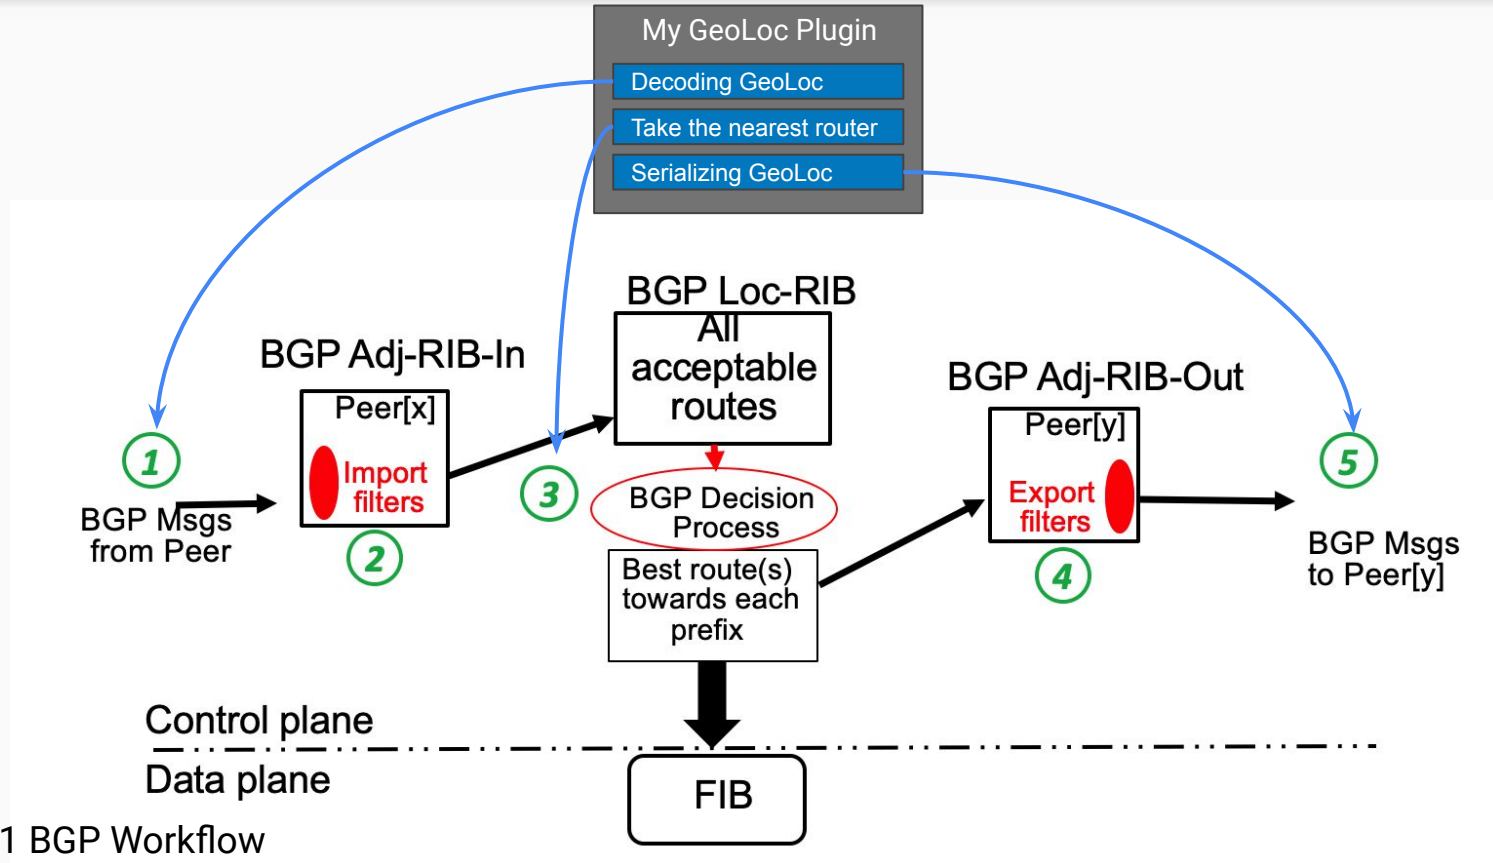 My GeoLoc Plugin
Decoding GeoLoc
Take the nearest router
Serializing GeoLoc
BGP Loc-RIB
All
acceptable
routes
BGP Adj-RIB-In
Peer[x]
Import
filters
BGP Adj-RIB-Out
Peer[y]
Export
filters
1
BGP Msgs
from Peer
2
3
BGP Decision
Process
Best route(s)
towards each
prefix
4
5
BGP Msgs
to Peer[y]
Control plane
Data plane
FIB
1 BGP Workflow